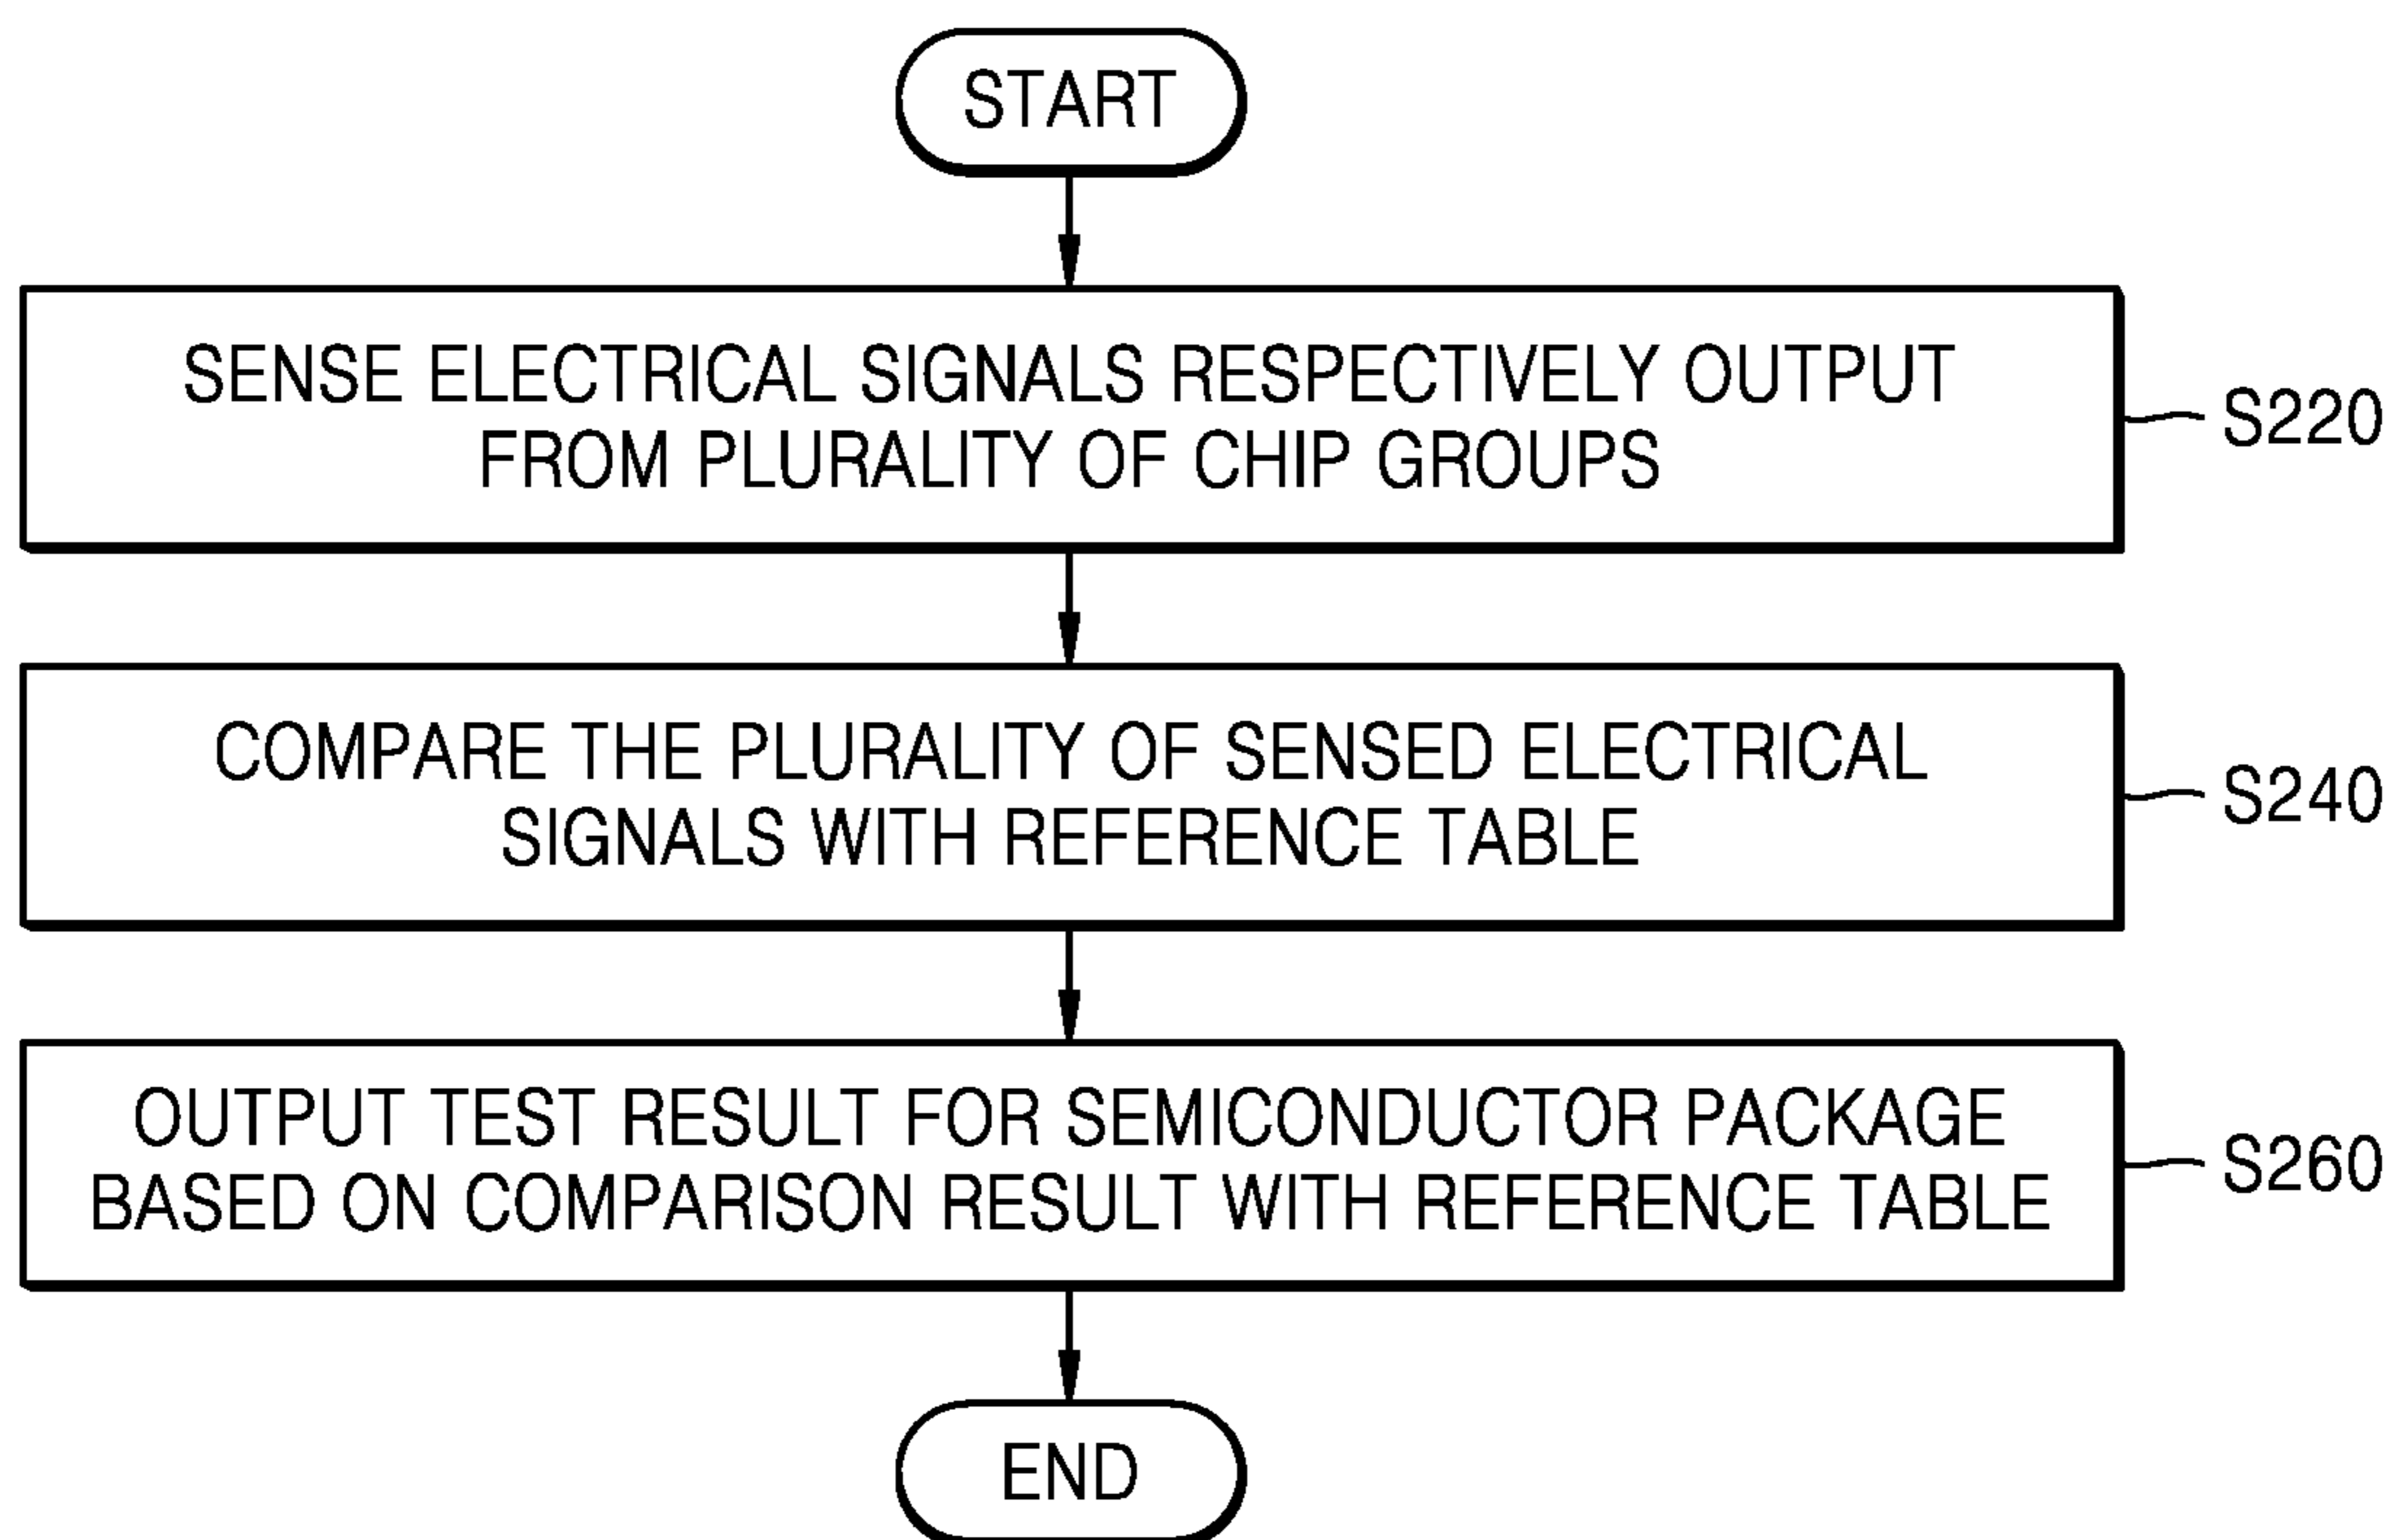 START
SENSE ELECTRICAL SIGNALS RESPECTIVELY OUTPUT
FROM PLURALITY OF CHIP GROUPS
S220
COMPARE THE PLURALITY OF SENSED ELECTRICAL
SIGNALS WITH REFERENCE TABLE
S240
OUTPUT TEST RESULT FOR SEMICONDUCTOR PACKAGE
BASED ON COMPARISON RESULT WITH REFERENCE TABLE
S260
END